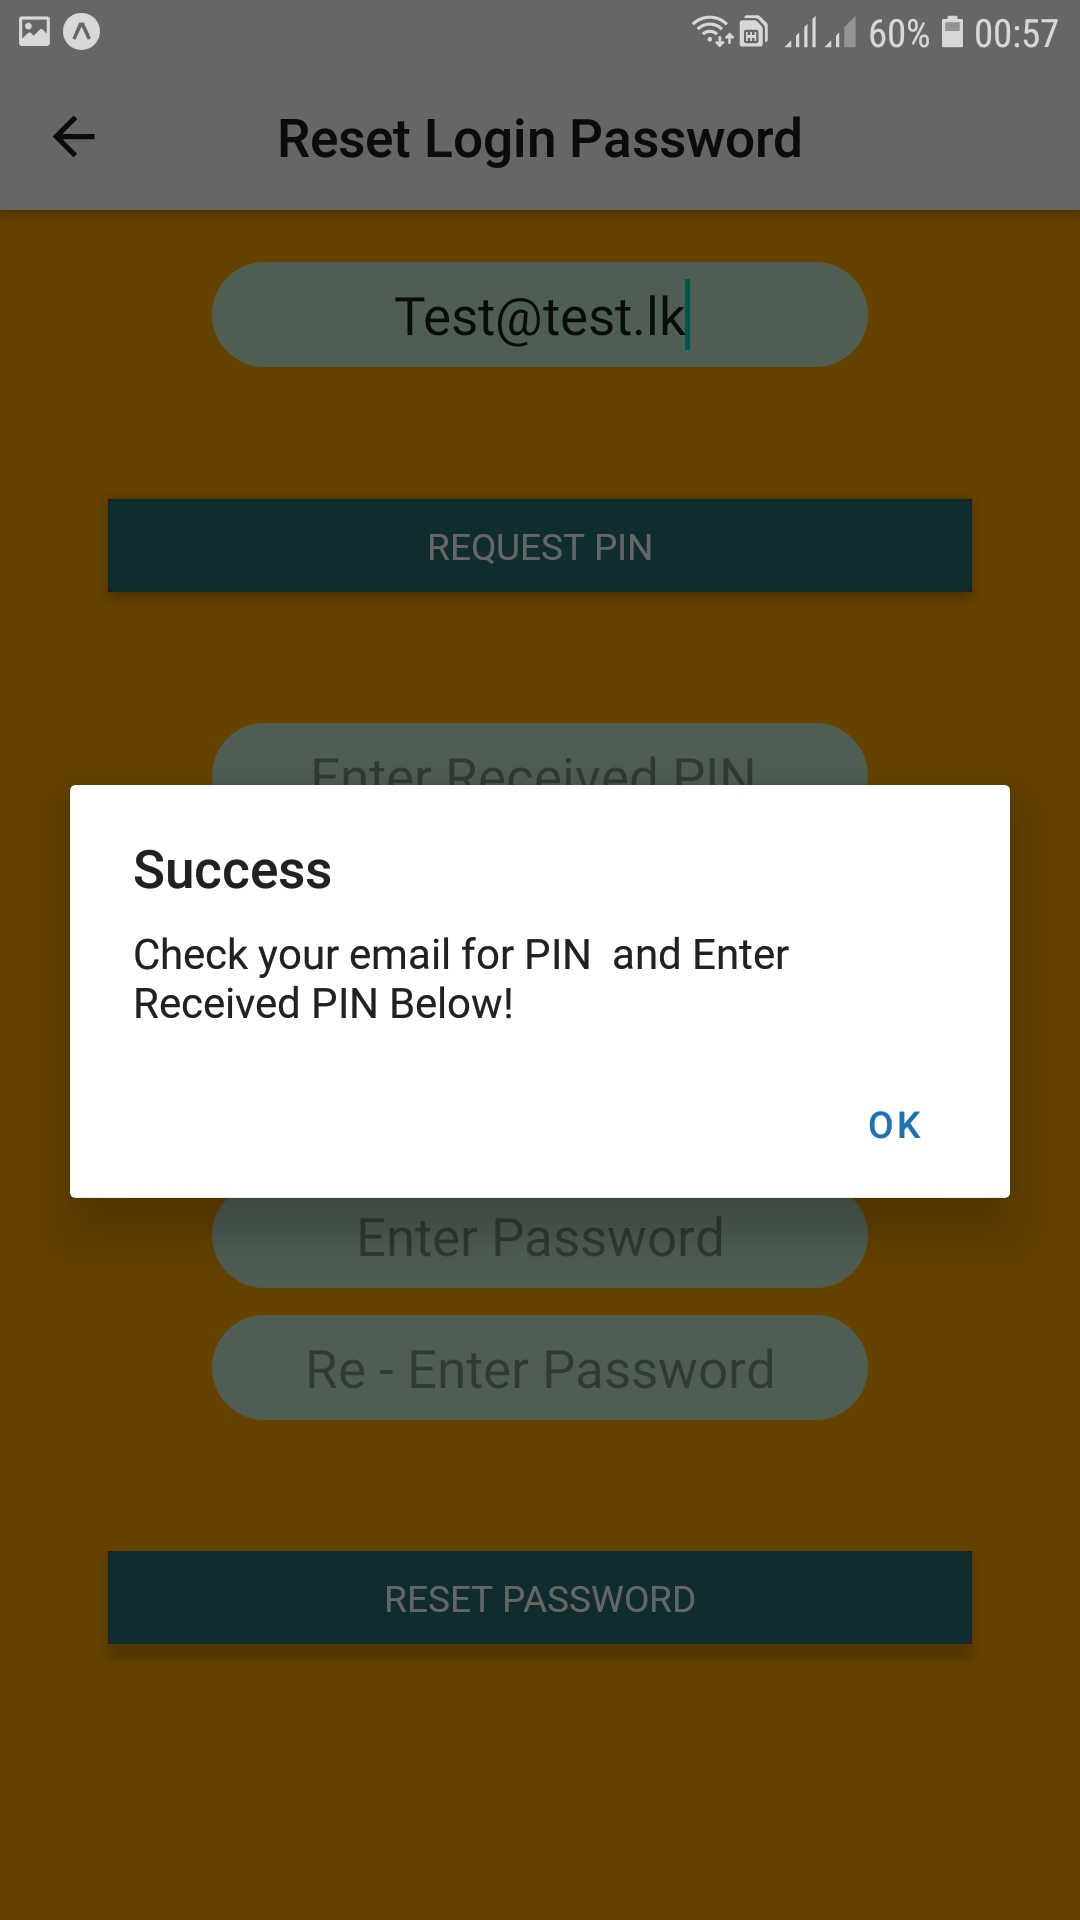 60% 00:57
Reset Login Password
Test@test.lk
REQUEST PIN
Enter Received PIN
Success
Check your email for PIN  and Enter
Received PIN Below!
OK
Enter Password
Re - Enter Password
RESET PASSWORD